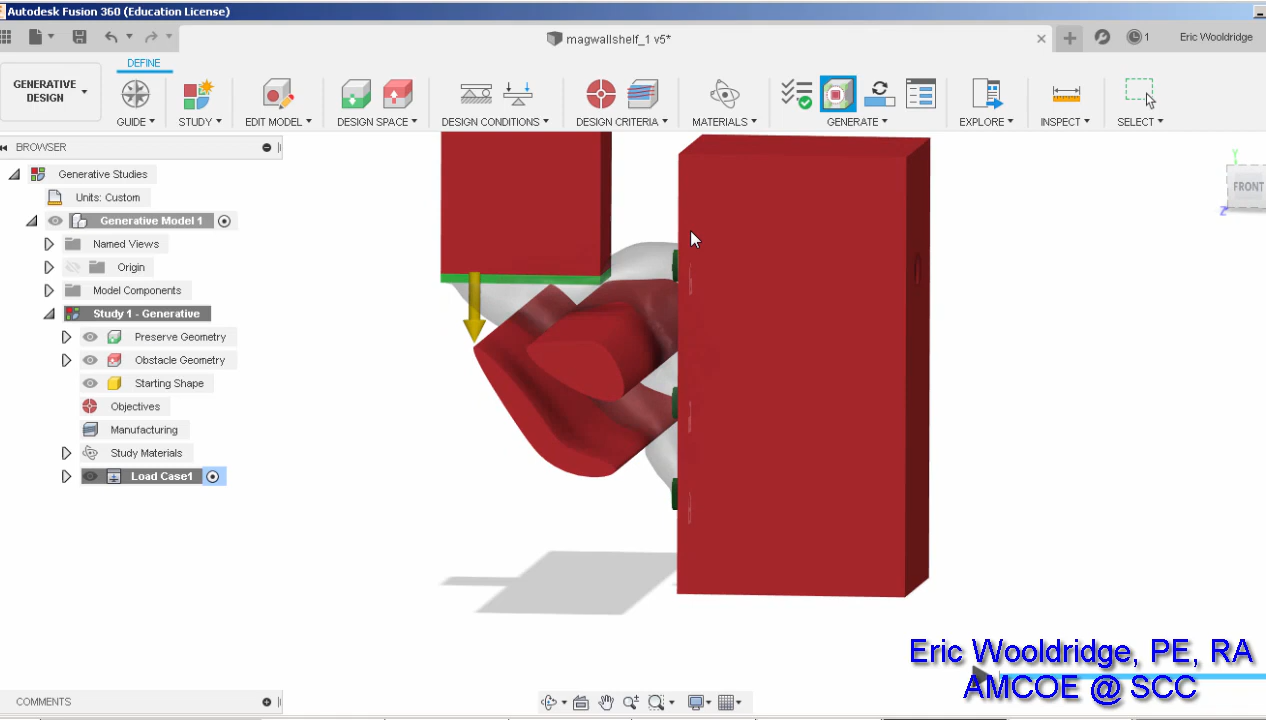 Autodesk Fusion 360 (Education License)
magwallshelf_1 v5*
1
Eric Wooldridge
DEFINE
GENERATIVE
DESIGN
GUIDE
STUDY
EDIT MODEL
DESIGN SPACE
DESIGN CONDITIONS
DESIGN CRITERIA
MATERIALS
GENERATE
EXPLORE
INSPECT
SELECT
BROWSER
Generative Studies
Units: Custom
Generative Model 1
Named Views
Origin
Model Components
Study 1 - Generative
Preserve Geometry
Obstacle Geometry
Starting Shape
Objectives
Manufacturing
Study Materials
Load Case1
Y
FRONT
Z
Eric Wooldridge, PE, RA
AMCOE @ SCC
COMMENTS